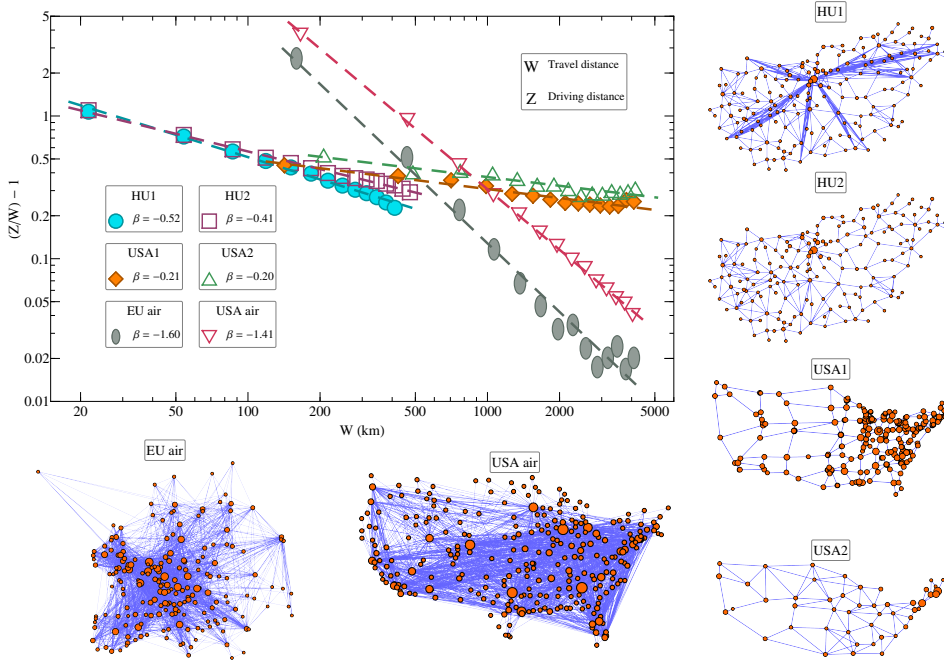 5
2
1
0.5
0.2
0.1
0.05
0.02
0.01
(Z/W) − 1
20
50
100
200
500
1000
2000
5000
W (km)
W Travel distance
Z Driving distance
HU1
β = −0.52
HU2
β = −0.41
USA1
β = −0.21
USA2
β = −0.20
EU air
β = −1.60
USA air
β = −1.41
HU1
HU2
USA1
USA2
EU air
USA air